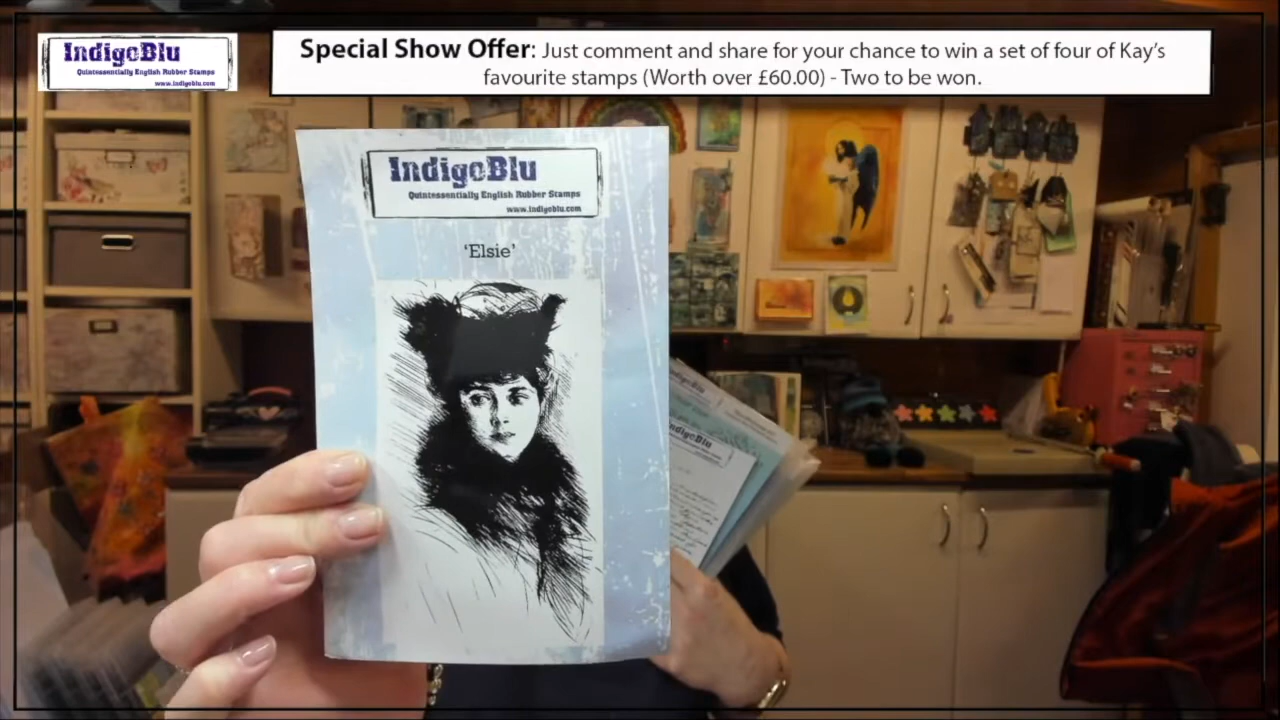 IndigoBlu
Quintessentially English Rubber Stamps
www.indigoblu.com
Special Show Offer: Just comment and share for your chance to win a set of four of Kay's
favourite stamps (Worth over £60.00) - Two to be won.
IndigoBlu
Quintessentially English Rubber Stamps
www.indigoblu.com
'Elsie'
IndigoBlu